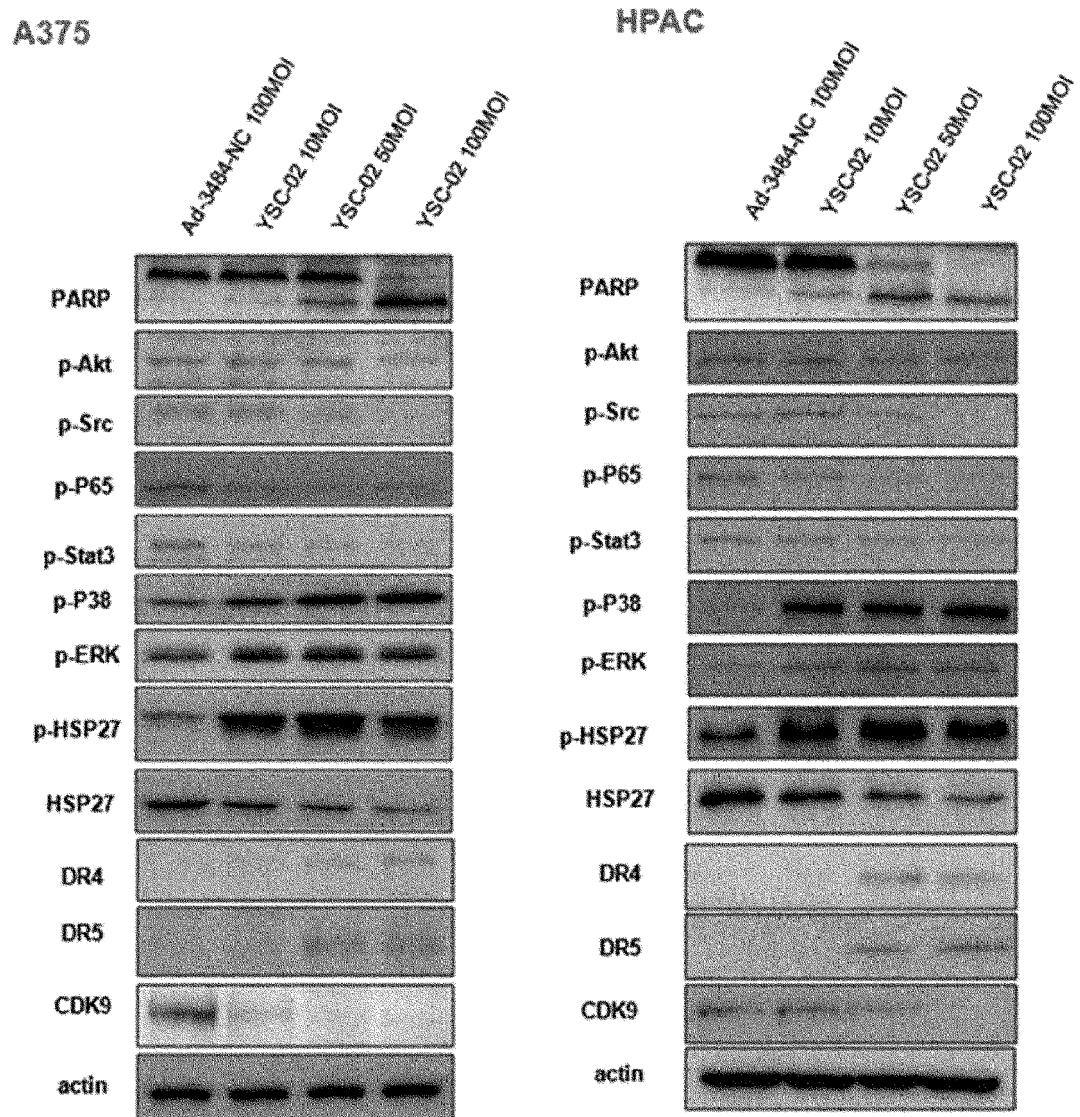 A375
Ad-3484-NC 100MOI
YSC-02 10MOI
YSC-02 50MOI
YSC-02 100MOI
PARP
p-Akt
p-Src
p-P65
p-Stat3
p-P38
p-ERK
p-HSP27
HSP27
DR4
DR5
CDK9
actin
HPAC
Ad-3484-NC 100MOI
YSC-02 10MOI
YSC-02 50MOI
YSC-02 100MOI
PARP
p-Akt
p-Src
p-P65
p-Stat3
p-P38
p-ERK
p-HSP27
HSP27
DR4
DR5
CDK9
actin